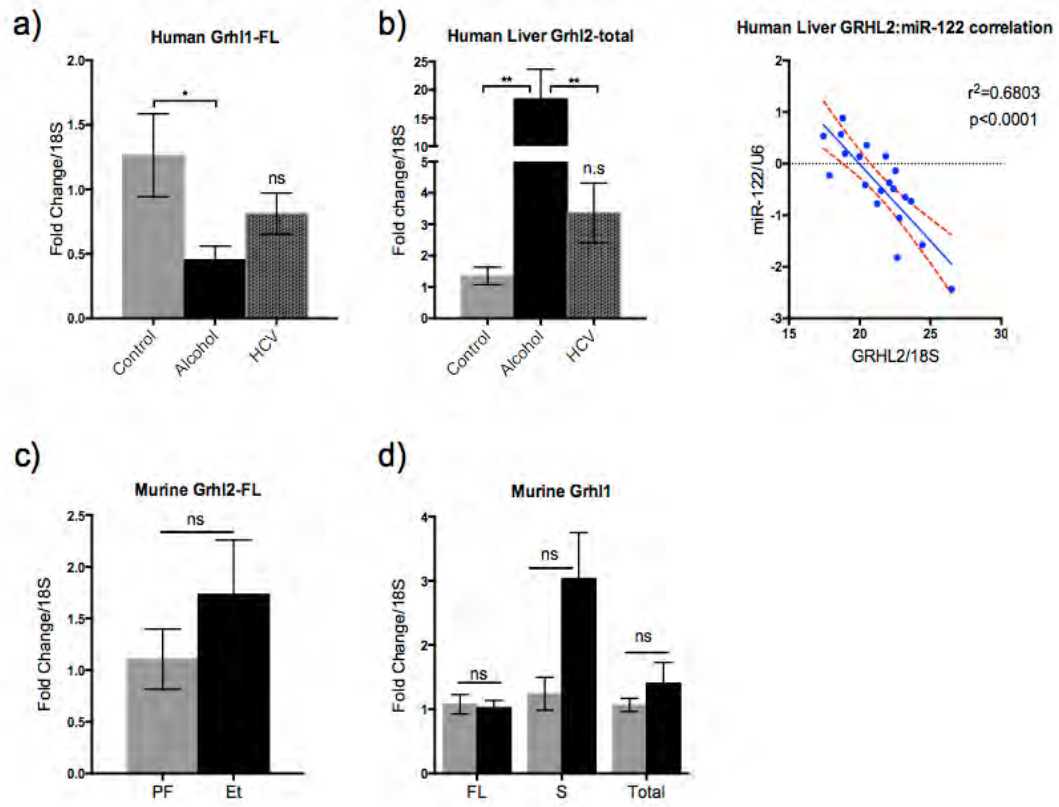 a)
Human Grhl1-FL
Fold Change/18S
2.0
1.5
1.0
0.5
0.0
*
ns
Control
Alcohol
HCV
b)
Human Liver Grhl2-total
Fold change/18S
25
20
15
10
5
4
3
2
1
0
**
**
n.s
Control
Alcohol
HCV
Human Liver GRHL2:miR-122 correlation
miR-122/U6
2
1
0
-1
-2
-3
r²=0.6803
p<0.0001
15
20
25
30
GRHL2/18S
c)
Murine Grhl2-FL
Fold Change/18S
2.5
2.0
1.5
1.0
0.5
0.0
ns
PF
Et
d)
Murine Grhl1
Fold Change/18S
4
3
2
1
0
ns
ns
ns
FL
S
Total